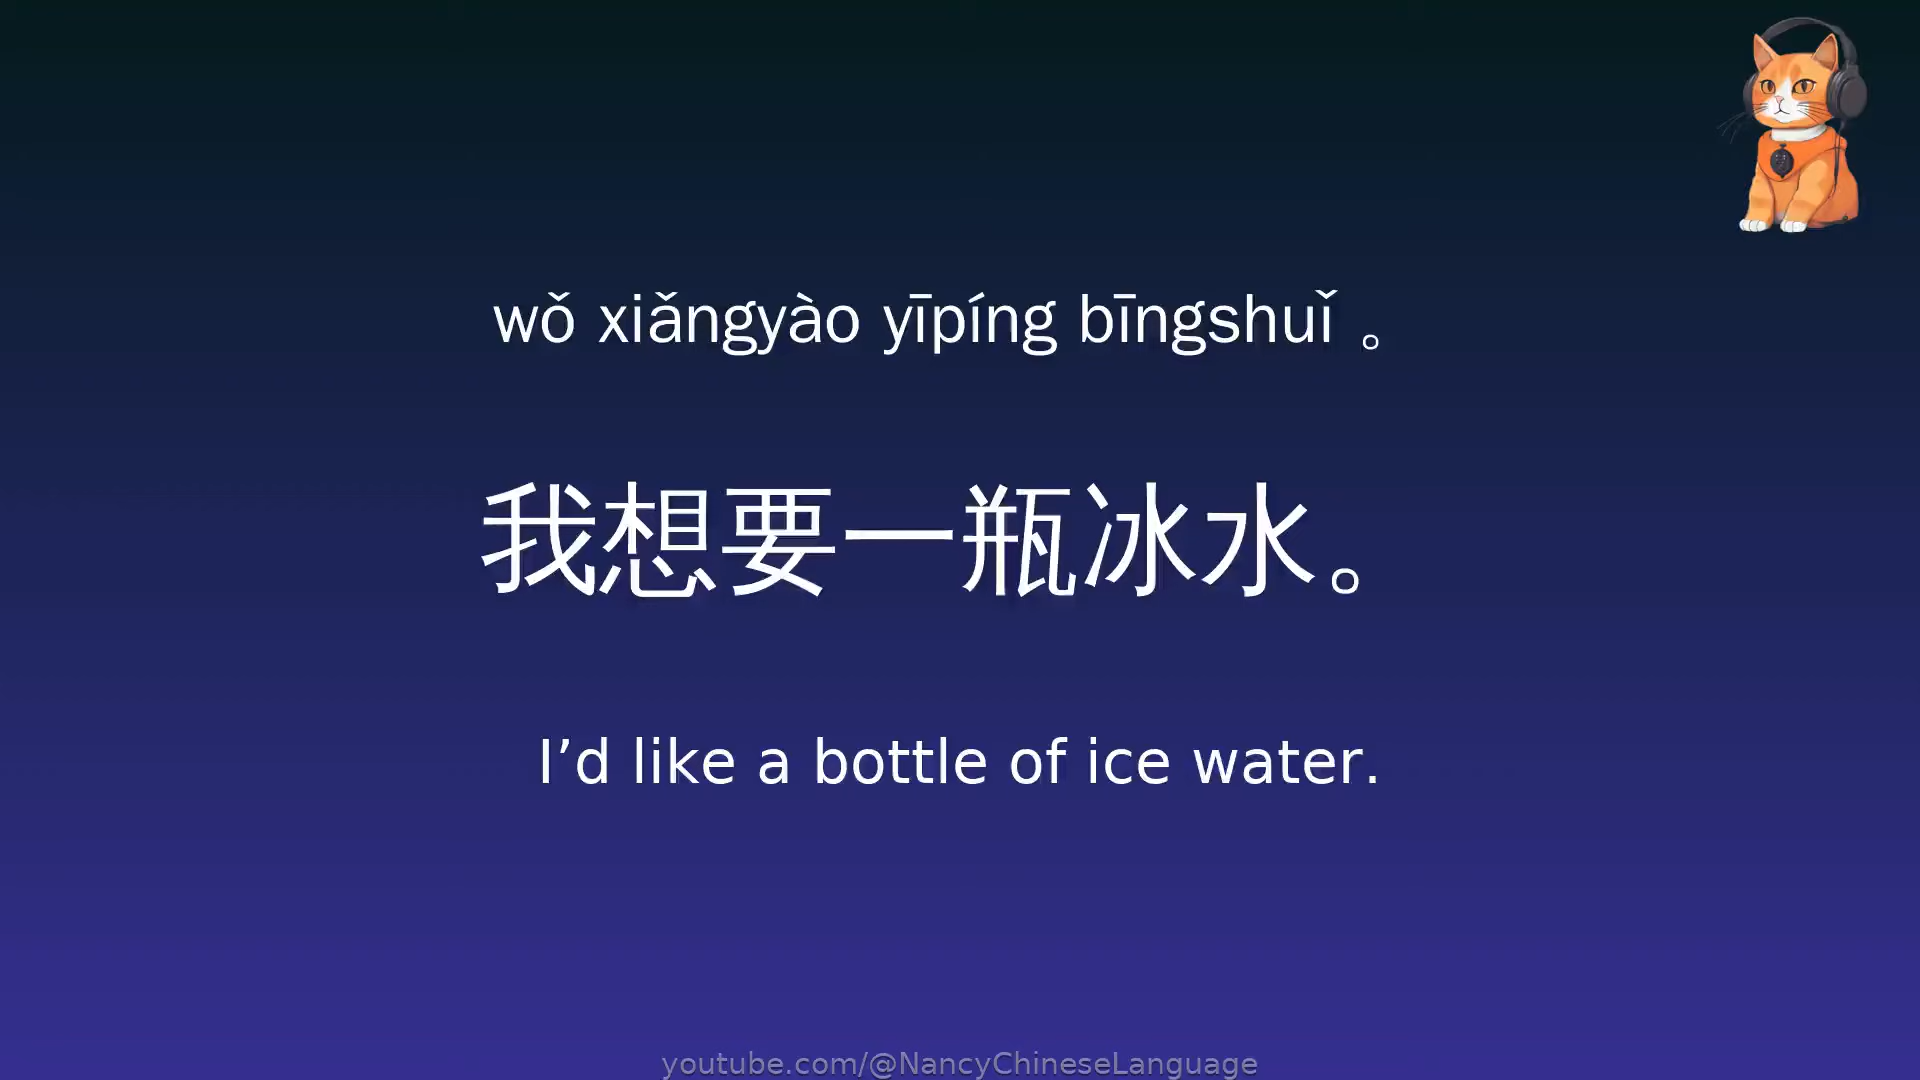 wǒ xiǎngyào yīpíng bīngshuǐ 。
我想要一瓶冰水。
I’d like a bottle of ice water.
youtube.com/@NancyChineseLanguage